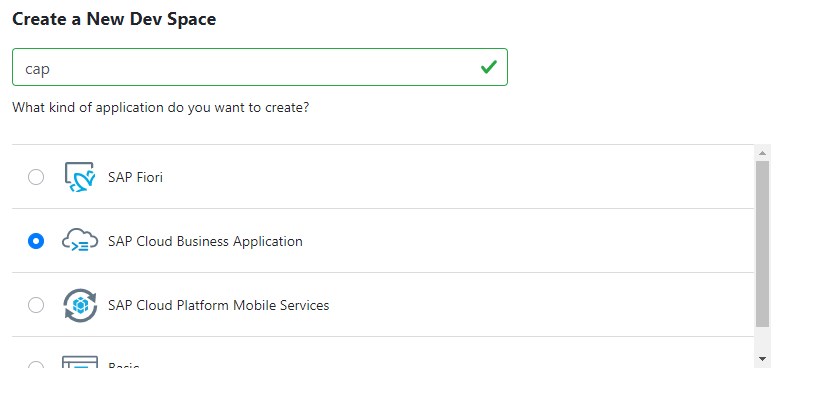 Create a New Dev Space
cap
What kind of application do you want to create?
SAP Fiori
SAP Cloud Business Application
SAP Cloud Platform Mobile Services
Basic